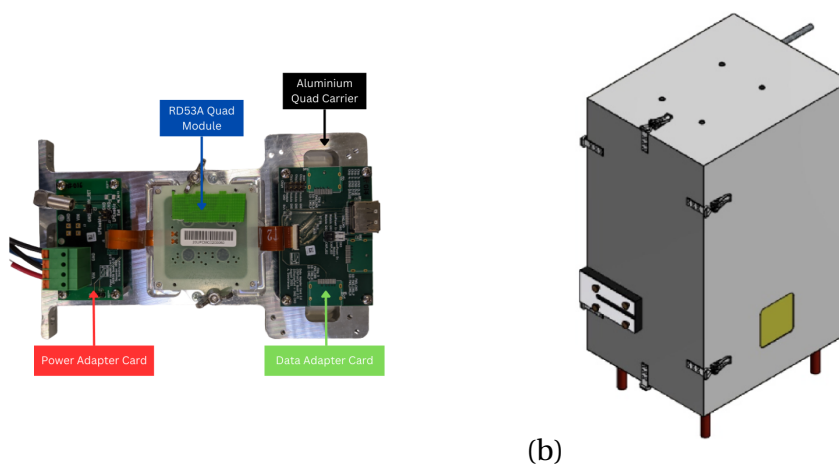 Aluminium
Quad Carrier
RD53A Quad
Module
Power Adapter Card
Data Adapter Card
(b)